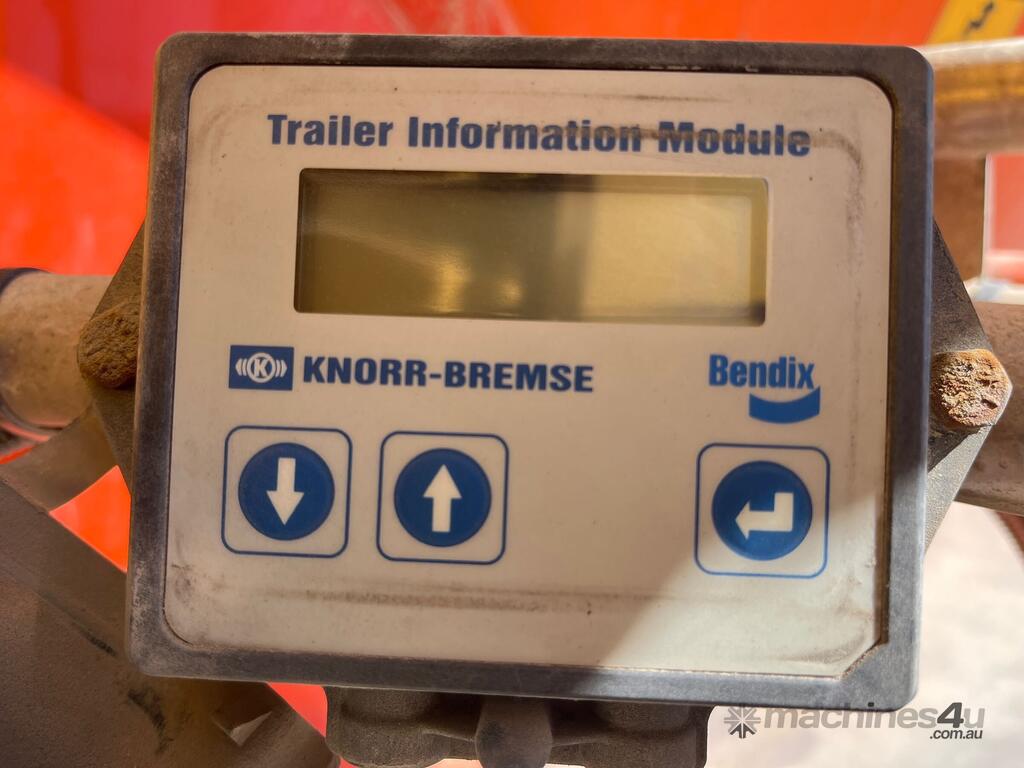 Trailer Information Module
K KNORR-BREMSE
Bendix
machines4u
.com.au